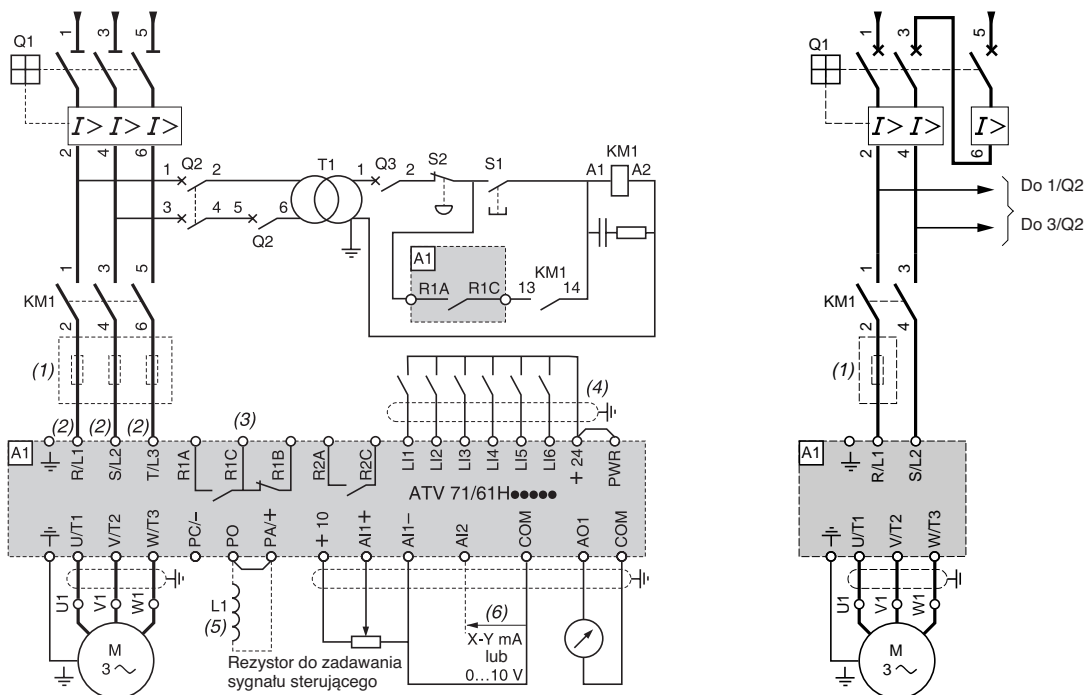 1 3 5
Q1
I> I> I>
2 4 6
1 Q2 2
3 4 5 6
Q2
T1
1 Q3 2
S2
S1
KM1
A1 A2
A1
R1A R1C
KM1
13 14
1 3 5
KM1
2 4 6
(1)
(2) (2) (2)
(3)
(4)
A1
R/L1 S/L2 T/L3 R1A R1C R1B R2A R2C LI1 LI2 LI3 LI4 LI5 LI6 + 24 PWR
ATV 71/61H●●●●●
U/T1 V/T2 W/T3 PC/- PO PA/+ + 10 AI1+ AI1– AI2 COM AO1 COM
U1 V1 W1
M
3 ~
L1
(5)
Rezystor do zadawania
sygnału sterującego
(6)
X-Y mA
lub
0...10 V
1 3 5
Q1
I> I> I>
2 4 6
Do 1/Q2
Do 3/Q2
1 3
KM1
2 4
(1)
A1
R/L1 S/L2
U/T1 V/T2 W/T3
U1 V1 W1
M
3 ~